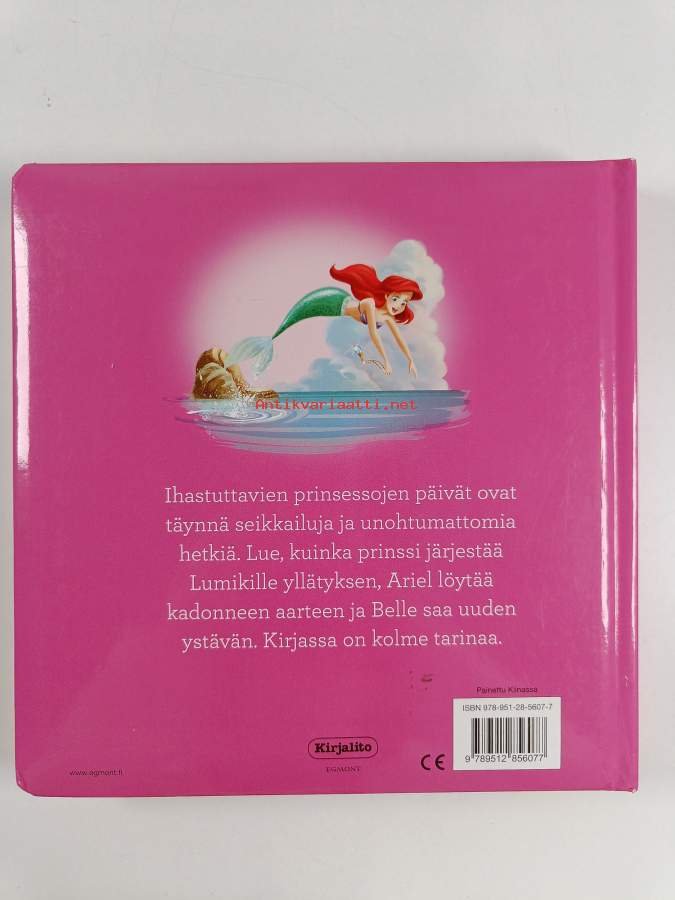 Antikvariaatti.net
Ihastuttavien prinsessojen päivät ovat
täynnä seikkailuja ja unohtumattomia
hetkiä. Lue, kuinka prinssi järjestää
Lumikille yllätyksen, Ariel löytää
kadonneen aarteen ja Belle saa uuden
ystävän. Kirjassa on kolme tarinaa.
Painettu Kiinassa
ISBN 978-951-28-5607-7
9 789512 856077
Kirjalito
EGMONT
CE
www.egmont.fi